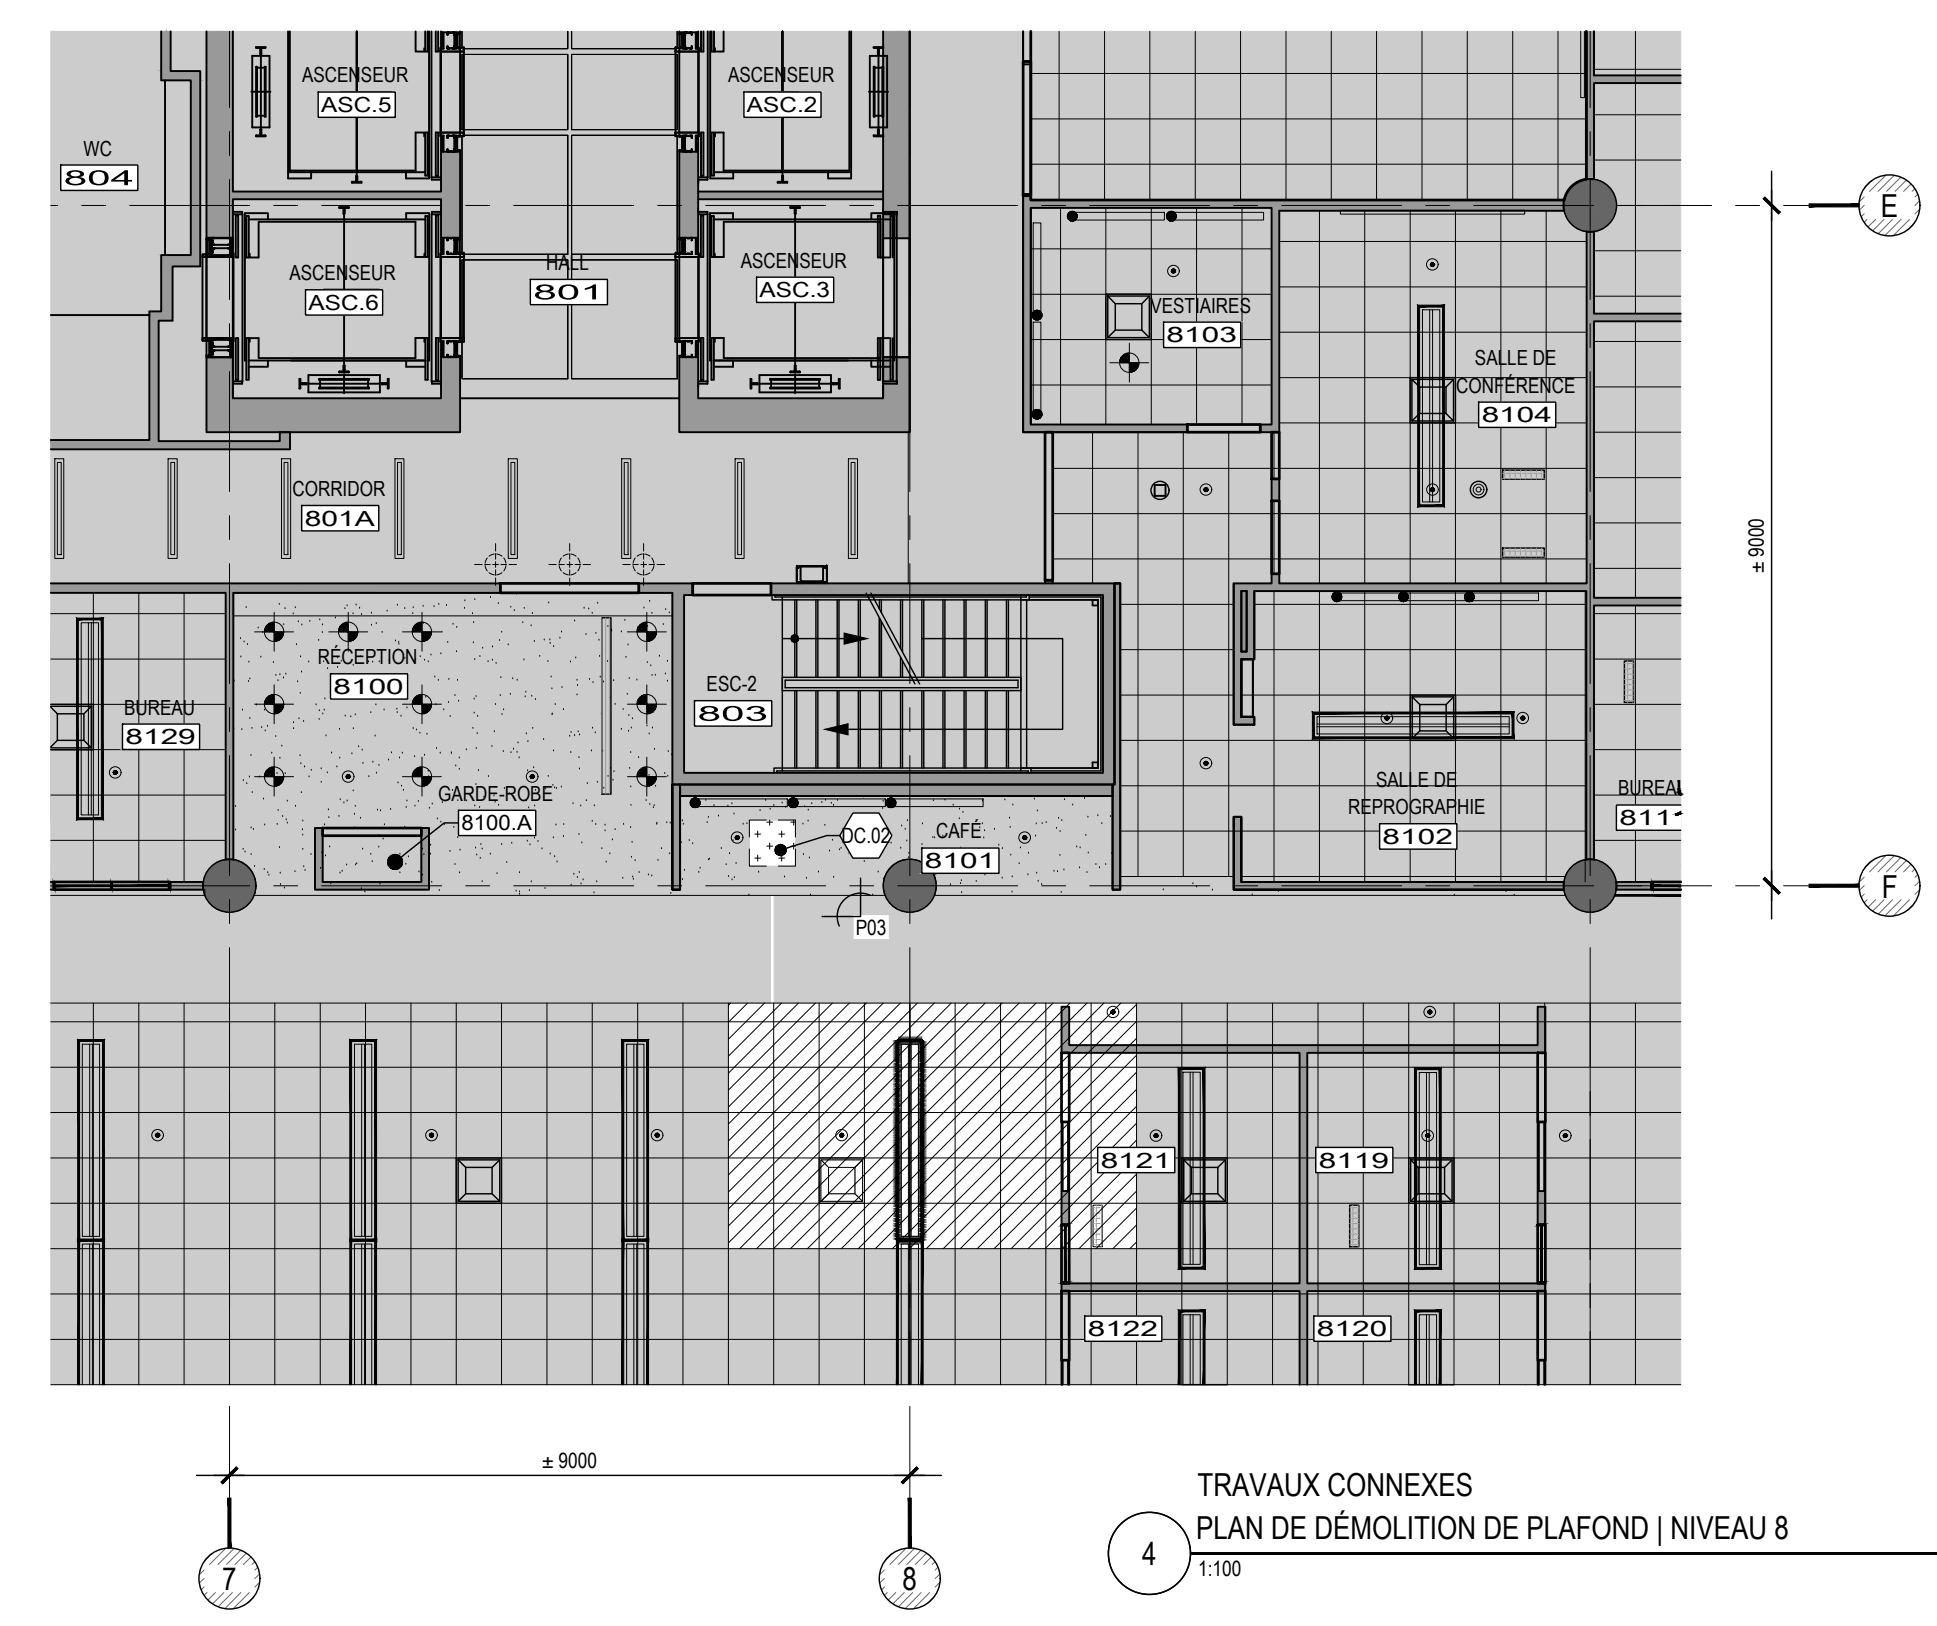 ASCENSEUR
ASC.5
ASCENSEUR
ASC.2
WC
804
E
ASCENSEUR
ASC.6
HALL
801
ASCENSEUR
ASC.3
VESTIAIRES
8103
SALLE DE
CONFÉRENCE
8104
CORRIDOR
801A
± 9000
RÉCEPTION
8100
ESC-2
803
BUREAU
8129
GARDE-ROBE
8100.A
DC.02
CAFÉ
8101
SALLE DE
REPROGRAPHIE
8102
BUREAU
811
F
P03
8121
8119
8122
8120
± 9000
7
8
TRAVAUX CONNEXES
PLAN DE DÉMOLITION DE PLAFOND | NIVEAU 8
4
1:100